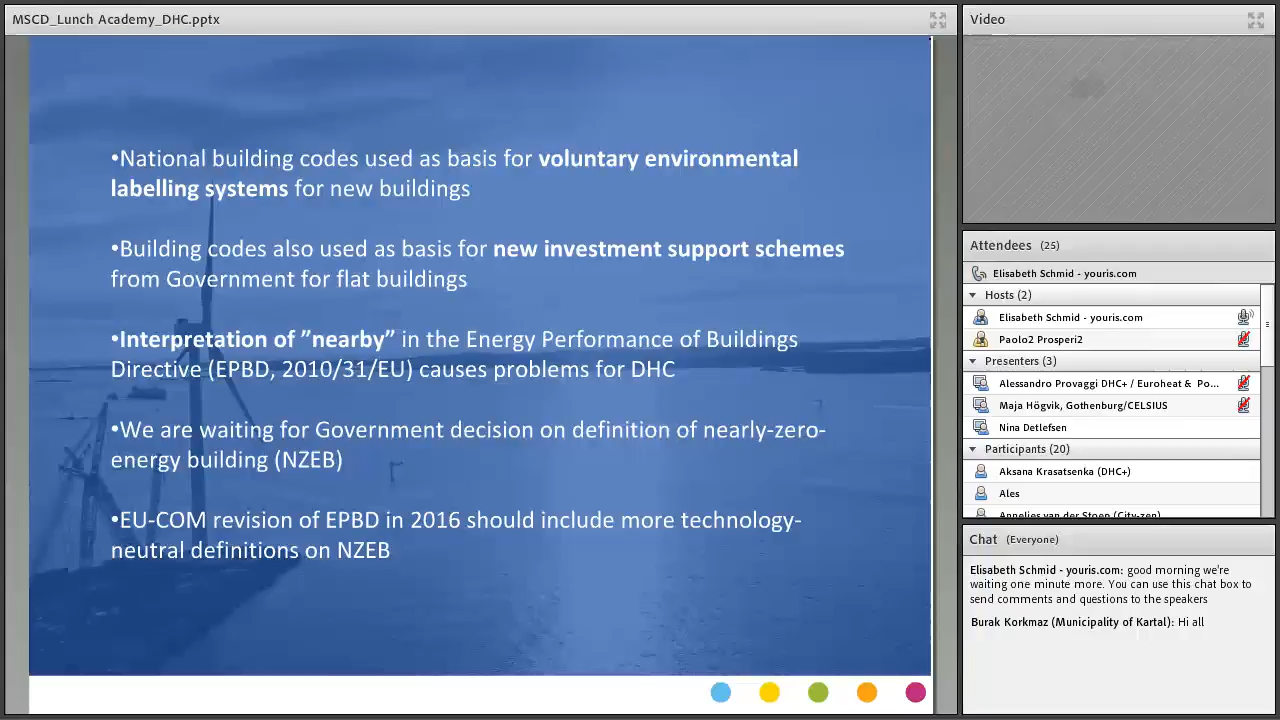 MSCD_Lunch Academy_DHC.pptx
•National building codes used as basis for voluntary environmental
labelling systems for new buildings
•Building codes also used as basis for new investment support schemes
from Government for flat buildings
•Interpretation of ”nearby” in the Energy Performance of Buildings
Directive (EPBD, 2010/31/EU) causes problems for DHC
•We are waiting for Government decision on definition of nearly-zero-
energy building (NZEB)
•EU-COM revision of EPBD in 2016 should include more technology-
neutral definitions on NZEB
Video
Attendees (25)
Elisabeth Schmid - youris.com
Hosts (2)
Elisabeth Schmid - youris.com
Paolo2 Prosperi2
Presenters (3)
Alessandro Provaggi DHC+ / Euroheat & Po...
Maja Högvik, Gothenburg/CELSIUS
Nina Detlefsen
Participants (20)
Aksana Krasatsenka (DHC+)
Ales
Annelies van der Stoep (City-zen)
Chat (Everyone)
Elisabeth Schmid - youris.com: good morning we're
waiting one minute more. You can use this chat box to
send comments and questions to the speakers
Burak Korkmaz (Municipality of Kartal): Hi all